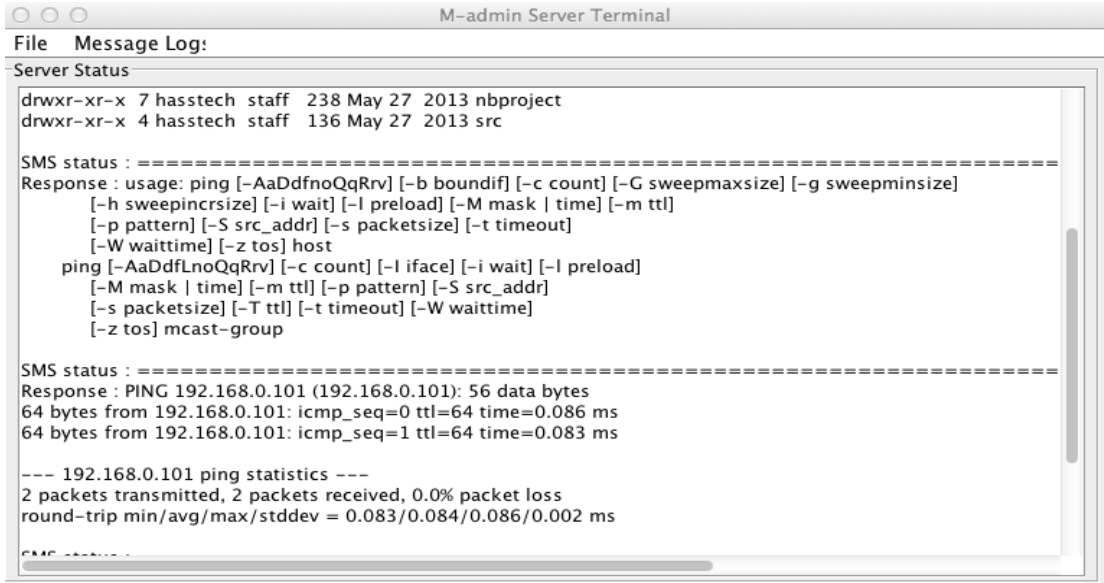 M-admin Server Terminal
File Message Logs
Server Status
drwxr-xr-x 7 hasstech staff 238 May 27 2013 nbproject
drwxr-xr-x 4 hasstech staff 136 May 27 2013 src
SMS status : ================================================================
Response : usage: ping [-AaDdfnoQqRrv] [-b boundif] [-c count] [-G sweepmaxsize] [-g sweepminsize]
[-h sweepincrsize] [-i wait] [-l preload] [-M mask | time] [-m ttl]
[-p pattern] [-S src_addr] [-s packetsize] [-t timeout]
[-W waittime] [-z tos] host
ping [-AaDdfLnoQqRrv] [-c count] [-I iface] [-i wait] [-l preload]
[-M mask | time] [-m ttl] [-p pattern] [-S src_addr]
[-s packetsize] [-T ttl] [-t timeout] [-W waittime]
[-z tos] mcast-group
SMS status : ================================================================
Response : PING 192.168.0.101 (192.168.0.101): 56 data bytes
64 bytes from 192.168.0.101: icmp_seq=0 ttl=64 time=0.086 ms
64 bytes from 192.168.0.101: icmp_seq=1 ttl=64 time=0.083 ms
--- 192.168.0.101 ping statistics ---
2 packets transmitted, 2 packets received, 0.0% packet loss
round-trip min/avg/max/stddev = 0.083/0.084/0.086/0.002 ms
SMS status :